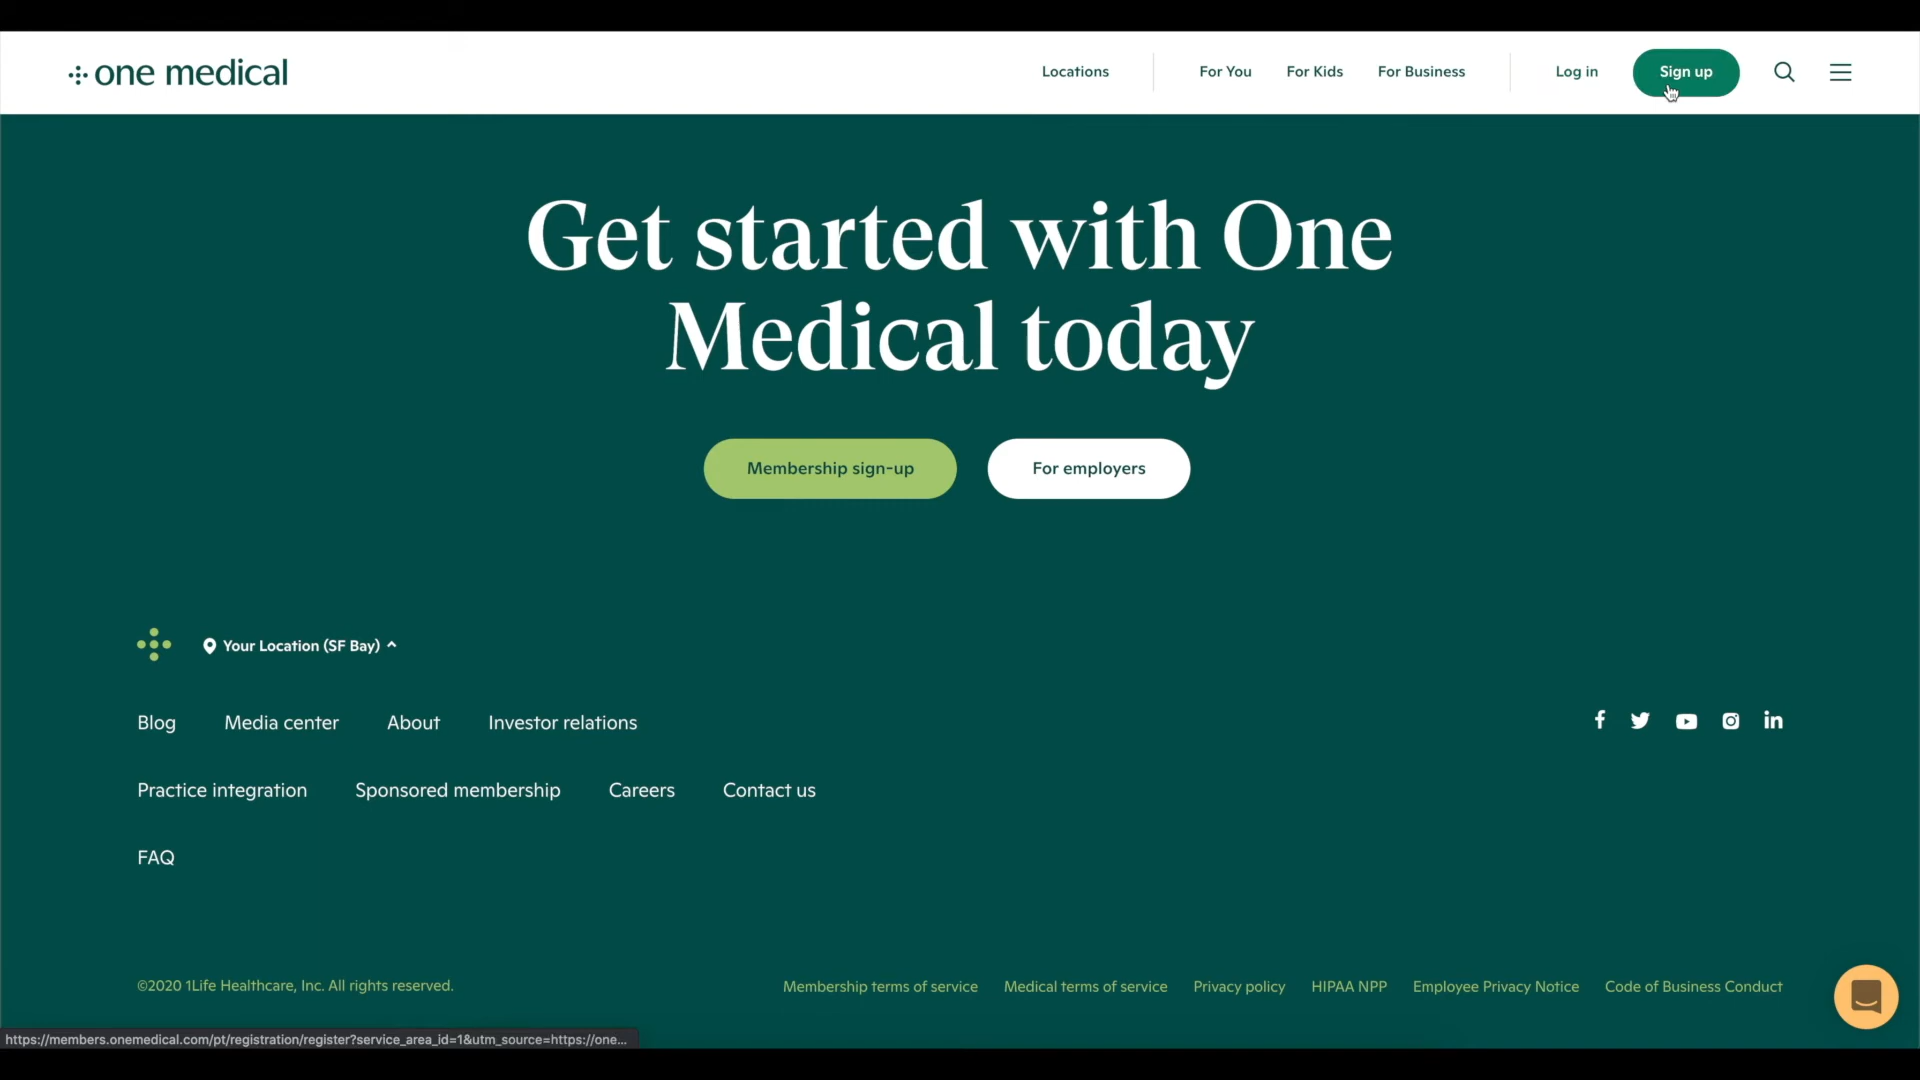 one medical
Locations
For You
For Kids
For Business
Log in
Sign up
Get started with One
Medical today
Membership sign-up
For employers
Your Location (SF Bay)
Blog
Media center
About
Investor relations
Practice integration
Sponsored membership
Careers
Contact us
FAQ
©2020 1Life Healthcare, Inc. All rights reserved.
Membership terms of service
Medical terms of service
Privacy policy
HIPAA NPP
Employee Privacy Notice
Code of Business Conduct
https://members.onemedical.com/pt/registration/register?service_area_id=1&utm_source=https://one...